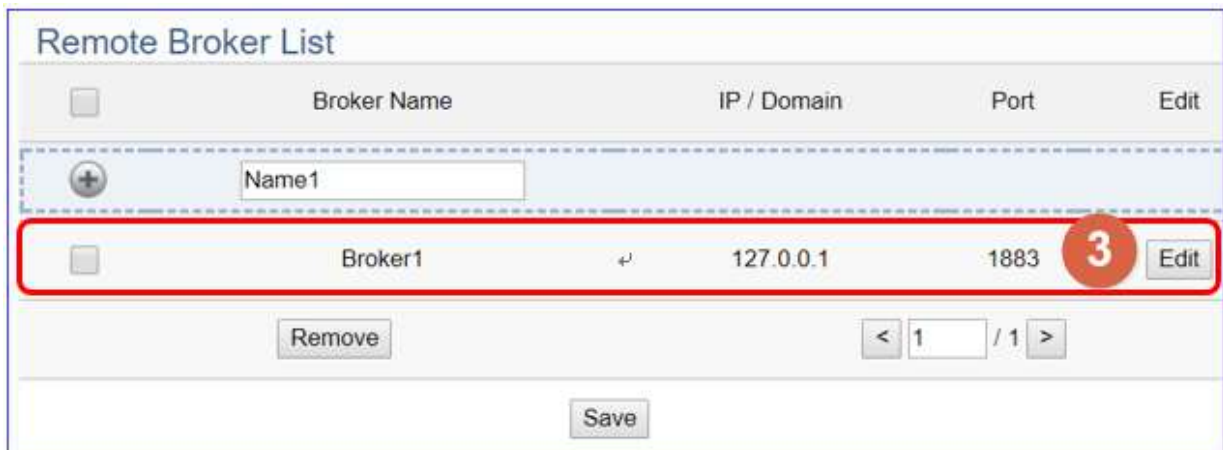 Remote Broker List
Broker Name IP / Domain Port Edit
Name1
Broker1 ↵ 127.0.0.1 1883 3 Edit
Remove < 1 / 1 >
Save